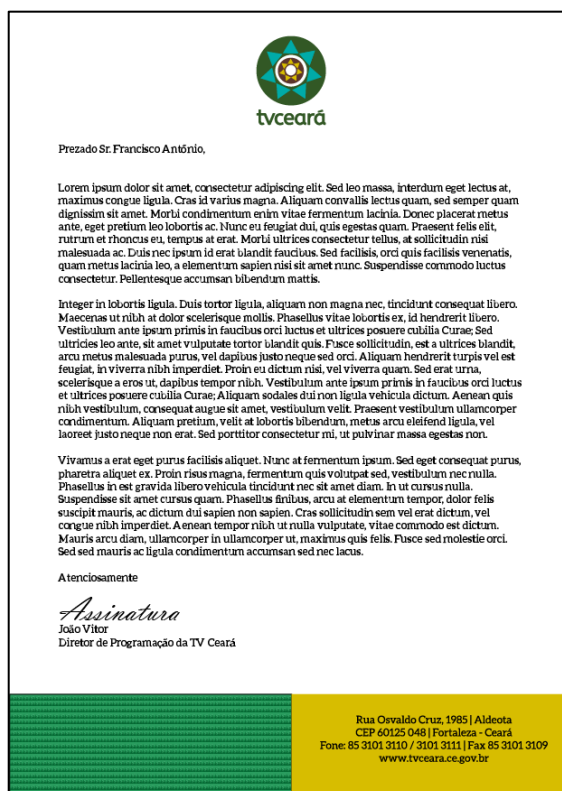 tvceará
Prezado Sr. Francisco Antônio,
Lorem ipsum dolor sit amet, consectetur adipiscing elit. Sed leo massa, interdum eget lectus at,
maximus congue ligula. Cras id varius magna. Aliquam convallis lectus quam, sed semper quam
dignissim sit amet. Morbi condimentum enim vitae fermentum lacinia. Donec placerat metus
ante, eget pretium leo lobortis ac. Nunc eu feugiat dui, quis egestas quam. Praesent felis elit,
rutrum et rhoncus eu, tempus at erat. Morbi ultrices consectetur tellus, at sollicitudin nisi
malesuada ac. Duis nec ipsum id erat blandit faucibus. Sed facilisis, orci quis facilisis venenatis,
quam metus lacinia leo, a elementum sapien nisi sit amet nunc. Suspendisse commodo luctus
consectetur. Pellentesque accumsan bibendum mattis.
Integer in lobortis ligula. Duis tortor ligula, aliquam non magna nec, tincidunt consequat libero.
Maecenas ut nibh at dolor scelerisque mollis. Phasellus vitae lobortis ex, id hendrerit libero.
Vestibulum ante ipsum primis in faucibus orci luctus et ultrices posuere cubilia Curae; Sed
ultricies leo ante, sit amet vulputate tortor blandit quis. Fusce sollicitudin, est a ultrices blandit,
arcu metus malesuada purus, vel dapibus justo neque sed orci. Aliquam hendrerit turpis vel est
feugiat, in viverra nibh imperdiet. Proin eu dictum nisi, vel viverra quam. Sed erat urna,
scelerisque a eros ut, dapibus tempor nibh. Vestibulum ante ipsum primis in faucibus orci luctus
et ultrices posuere cubilia Curae; Aliquam sodales dui non ligula vehicula dictum. Aenean quis
nibh vestibulum, consequat augue sit amet, vestibulum velit. Praesent vestibulum ullamcorper
condimentum. Aliquam pretium, velit at lobortis bibendum, metus arcu eleifend ligula, vel
laoreet justo neque non erat. Sed porttitor consectetur mi, ut pulvinar massa egestas non.
Vivamus a erat eget purus facilisis aliquet. Nunc at fermentum ipsum. Sed eget consequat purus,
pharetra aliquet ex. Proin risus magna, fermentum quis volutpat sed, vestibulum nec nulla.
Phasellus in est gravida libero vehicula tincidunt nec sit amet diam. In ut cursus nulla.
Suspendisse sit amet cursus quam. Phasellus finibus, arcu at elementum tempor, dolor felis
suscipit mauris, ac dictum dui sapien non sapien. Cras sollicitudin sem vel erat dictum, vel
congue nibh imperdiet. Aenean tempor nibh ut nulla vulputate, vitae commodo est dictum.
Mauris arcu diam, ullamcorper in ullamcorper ut, maximus quis felis. Fusce sed molestie orci.
Sed sed mauris ac ligula condimentum accumsan sed nec lacus.
Atenciosamente
Assinatura
João Vitor
Diretor de Programação da TV Ceará
Rua Osvaldo Cruz, 1985 | Aldeota
CEP 60125 048 | Fortaleza - Ceará
Fone: 85 3101 3110 / 3101 3111 | Fax 85 3101 3109
www.tvceara.ce.gov.br